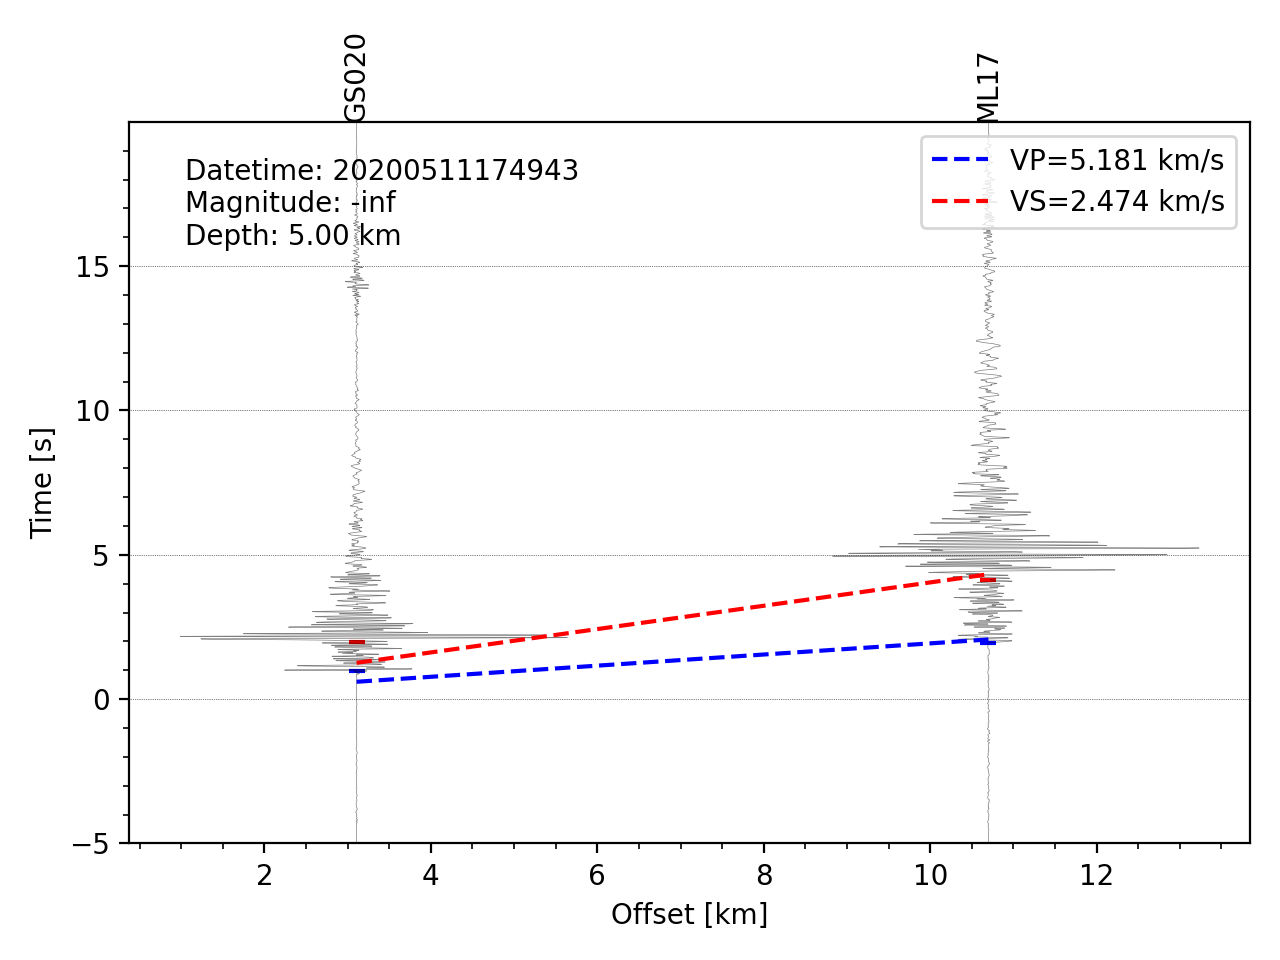 GS020
ML17
Datetime: 20200511174943
Magnitude: -inf
Depth: 5.00 km
VP=5.181 km/s
VS=2.474 km/s
15
10
5
0
−5
Time [s]
2
4
6
8
10
12
Offset [km]